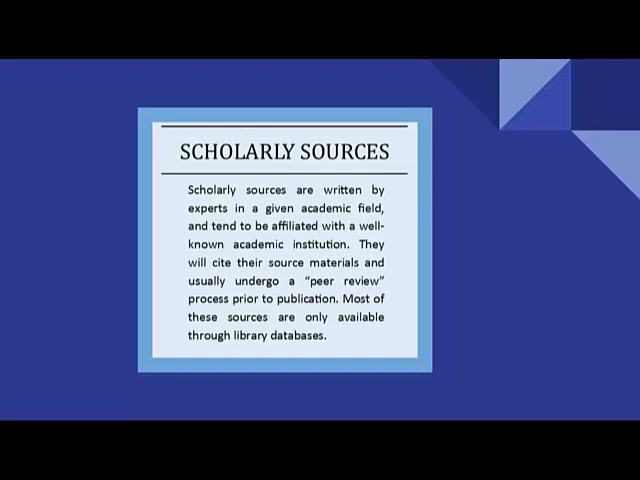 SCHOLARLY SOURCES
Scholarly sources are written by
experts in a given academic field,
and tend to be affiliated with a well-
known academic institution. They
will cite their source materials and
usually undergo a “peer review”
process prior to publication. Most of
these sources are only available
through library databases.